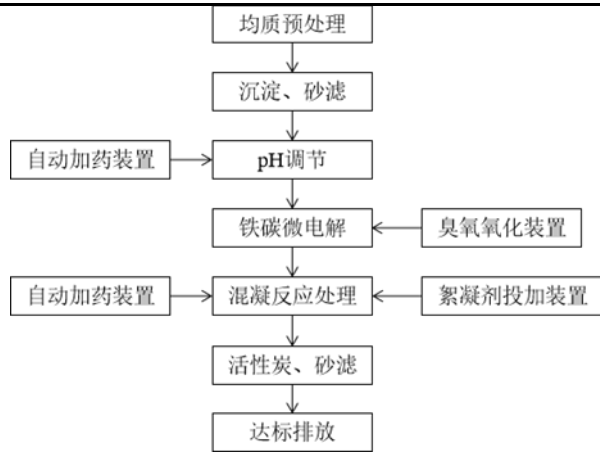 均质预处理
沉淀、砂滤
自动加药装置
pH调节
铁碳微电解
臭氧氧化装置
自动加药装置
混凝反应处理
絮凝剂投加装置
活性炭、砂滤
达标排放